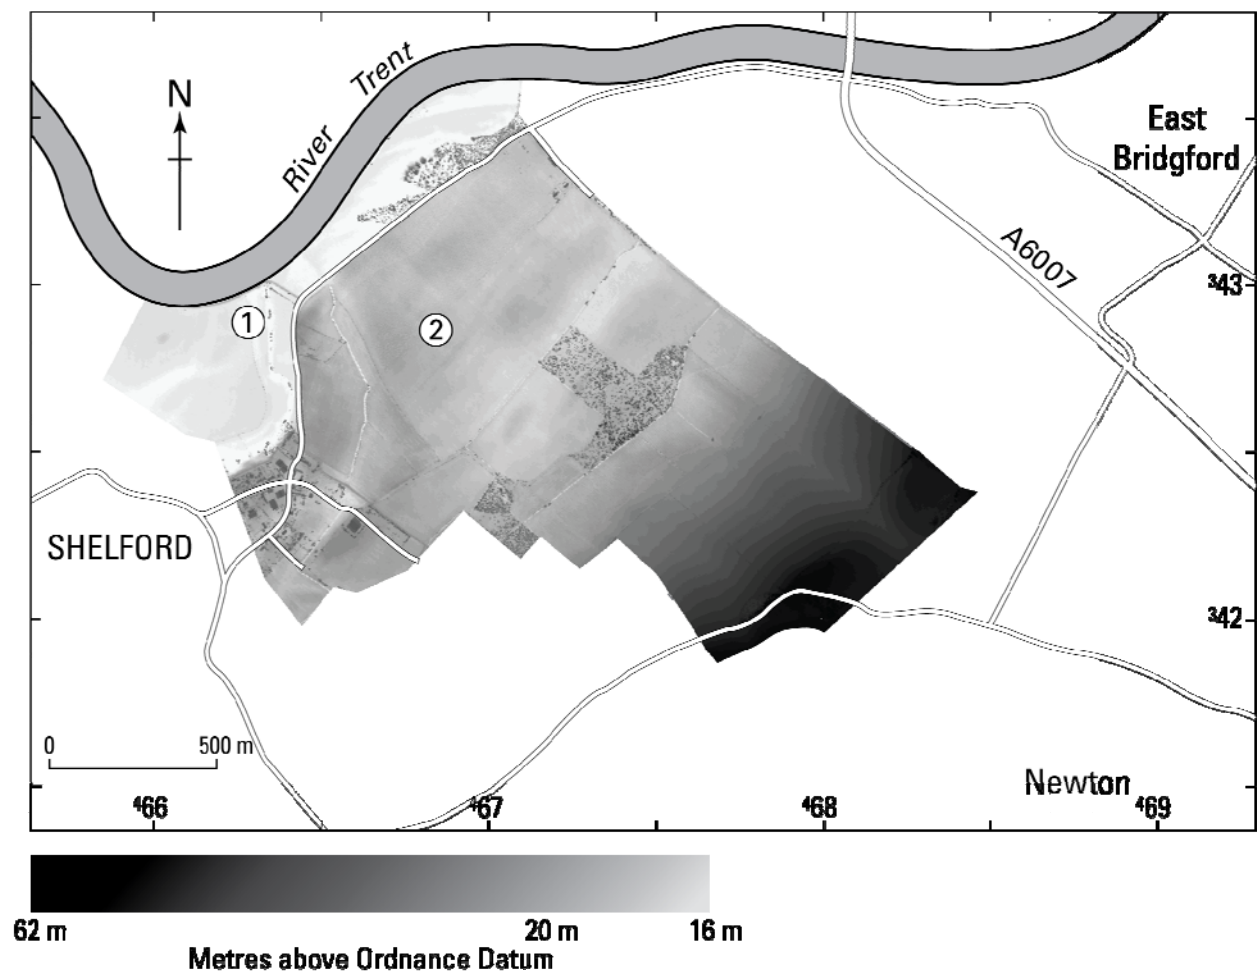 N
River Trent
East
Bridgford
A6007
343
1
2
SHELFORD
342
0 500 m
Newton
466 467 468 469
62 m 20 m 16 m
Metres above Ordnance Datum